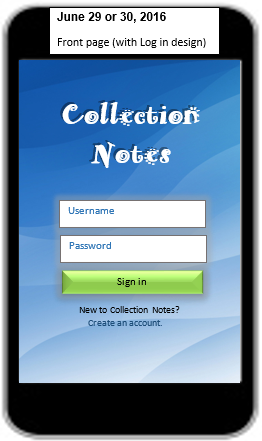 June 29 or 30, 2016
Front page (with Log in design)
Collection
Notes
Username
Password
Sign in
New to Collection Notes?
Create an account.